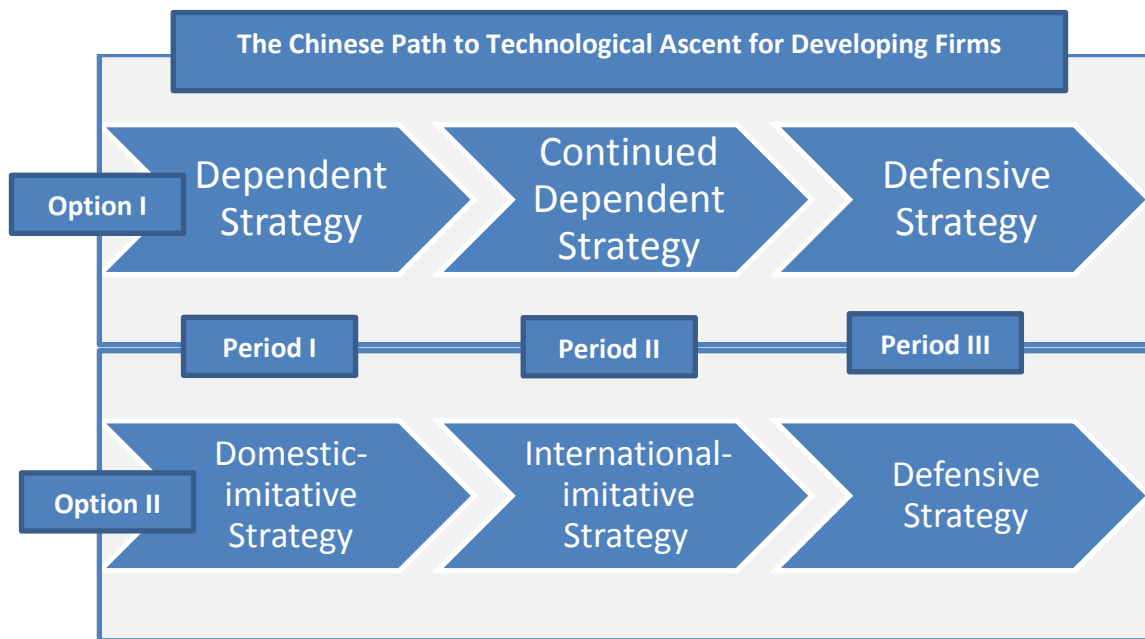 The Chinese Path to Technological Ascent for Developing Firms
Option I
Dependent
Strategy
Continued
Dependent
Strategy
Defensive
Strategy
Period I
Period II
Period III
Option II
Domestic-
imitative
Strategy
International-
imitative
Strategy
Defensive
Strategy